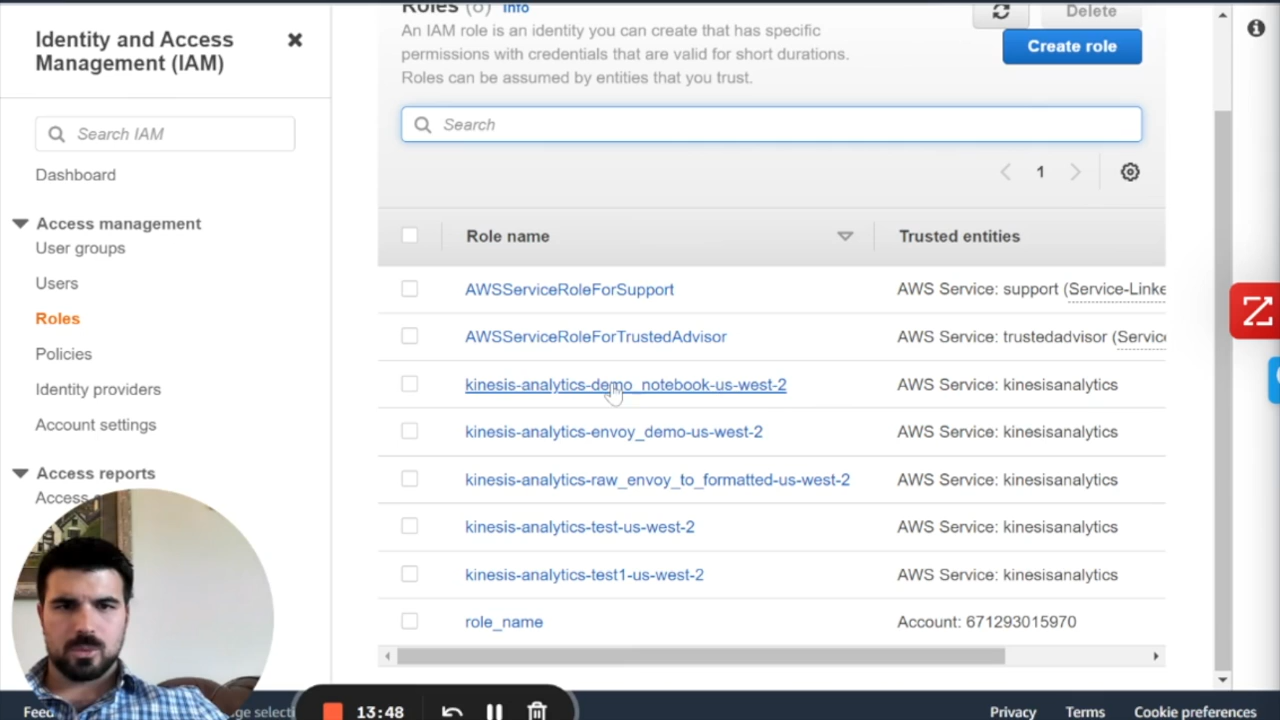 Identity and Access
Management (IAM)
Search IAM
Dashboard
Access management
User groups
Users
Roles
Policies
Identity providers
Account settings
Access reports
Access
Roles (8) Info
An IAM role is an identity you can create that has specific
permissions with credentials that are valid for short durations.
Roles can be assumed by entities that you trust.
Delete
Create role
Search
1
Role name Trusted entities
AWSServiceRoleForSupport AWS Service: support (Service-Linke
AWSServiceRoleForTrustedAdvisor AWS Service: trustedadvisor (Service
kinesis-analytics-demo_notebook-us-west-2 AWS Service: kinesisanalytics
kinesis-analytics-envoy_demo-us-west-2 AWS Service: kinesisanalytics
kinesis-analytics-raw_envoy_to_formatted-us-west-2 AWS Service: kinesisanalytics
kinesis-analytics-test-us-west-2 AWS Service: kinesisanalytics
kinesis-analytics-test1-us-west-2 AWS Service: kinesisanalytics
role_name Account: 671293015970
Feed ge selecti 13:48 Privacy Terms Cookie preferences